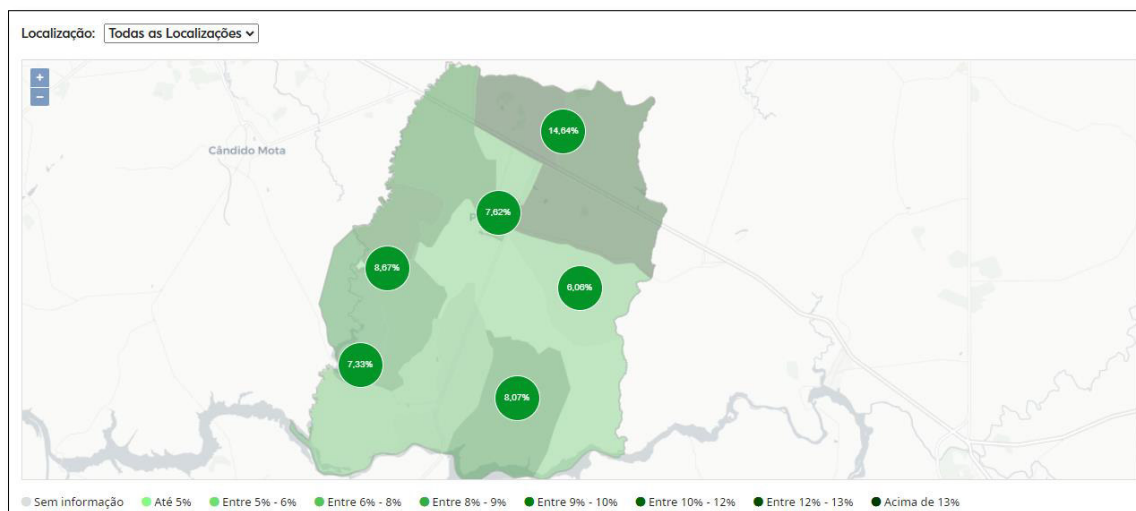 Localização: Todas as Localizações
+
−
Cândido Mota
14,64%
7,62%
8,67%
6,06%
7,33%
8,07%
Sem informação Até 5% Entre 5% - 6% Entre 6% - 8% Entre 8% - 9% Entre 9% - 10% Entre 10% - 12% Entre 12% - 13% Acima de 13%